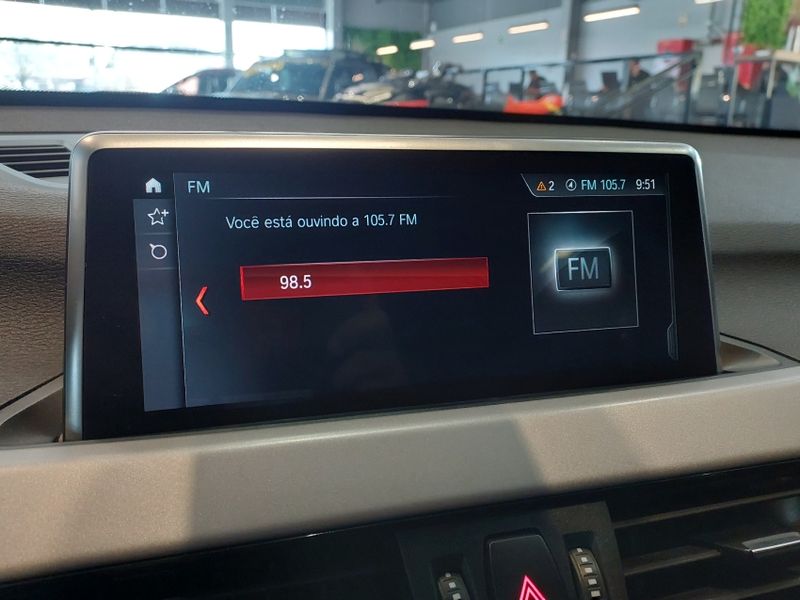 FM
2 FM 105.7 9:51
Você está ouvindo a 105.7 FM
98.5
FM